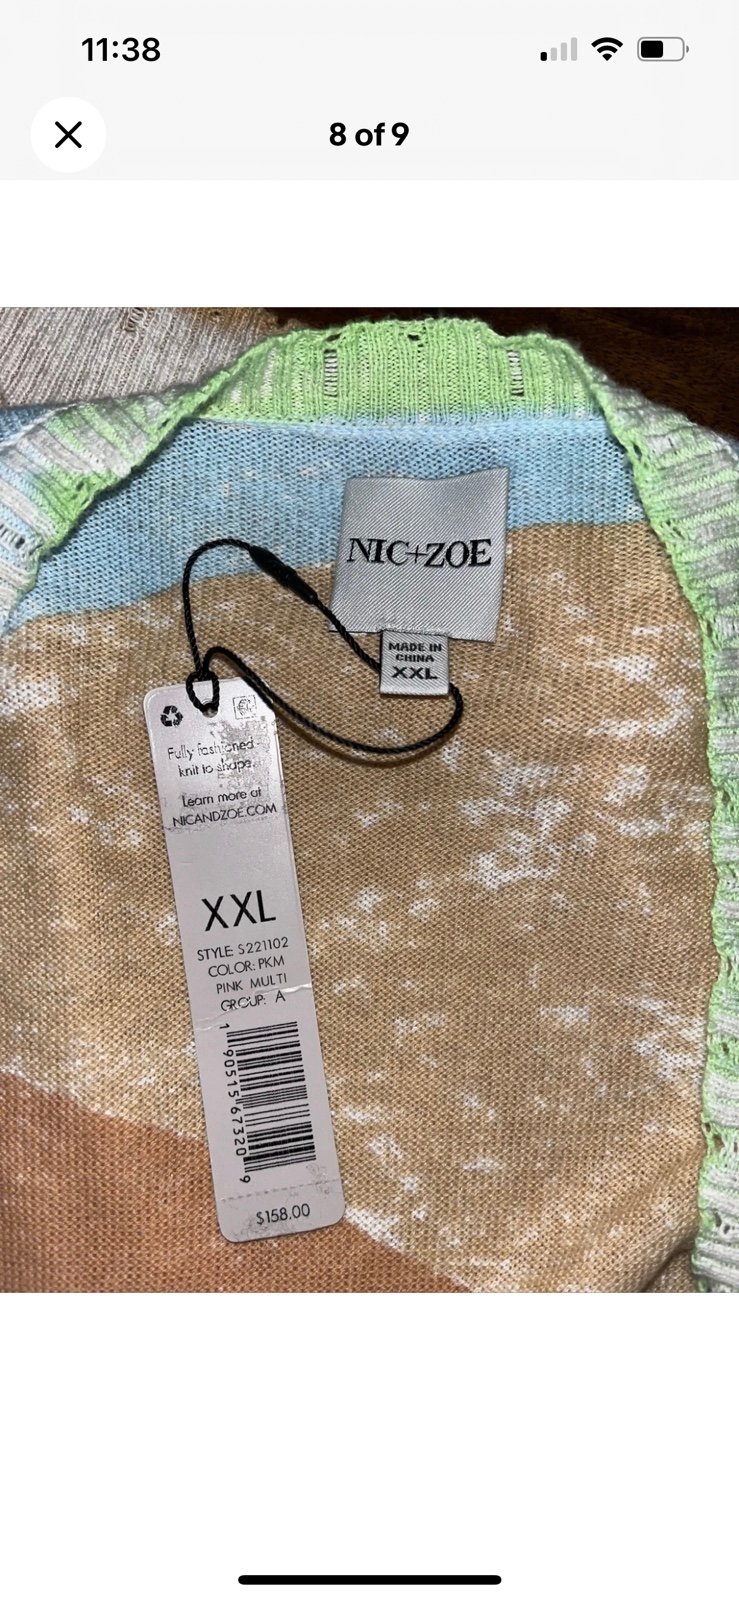 11:38
8 of 9
NIC+ZOE
MADE IN
CHINA
XXL
Fully fashioned -
knit to shape.
Learn more at
NICANDZOE.COM
XXL
STYLE: S221102
COLOR: PKM
PINK MULTI
GROUP: A
1 90515 67320 9
$158.00